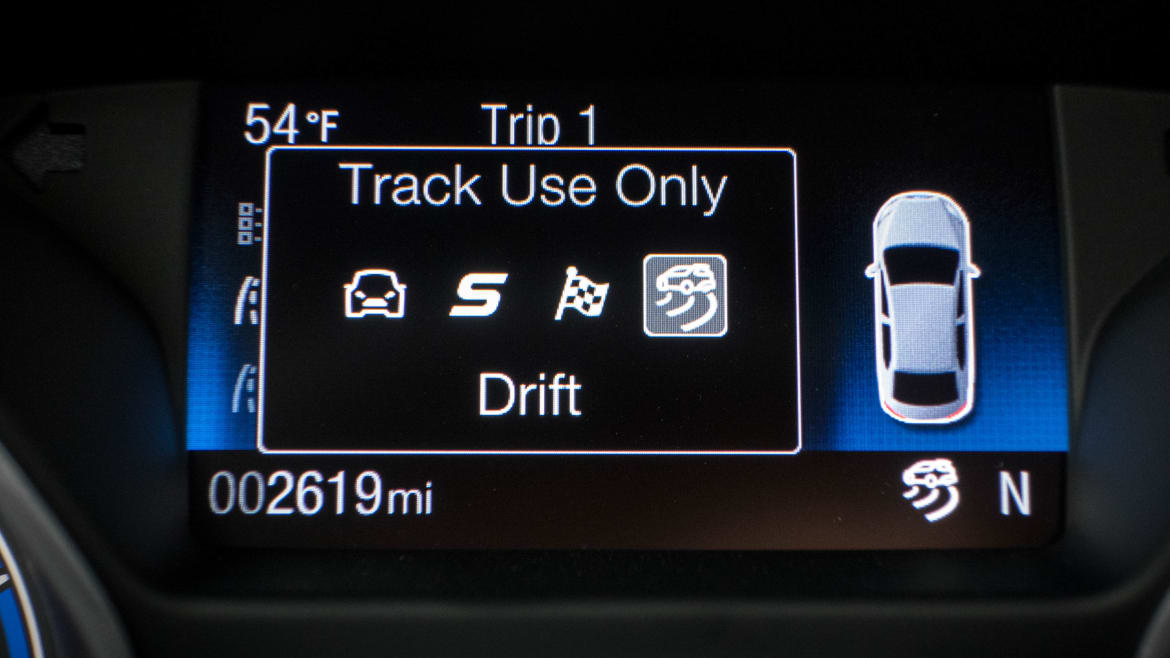 54°F Trip 1
Track Use Only
S
Drift
002619mi N